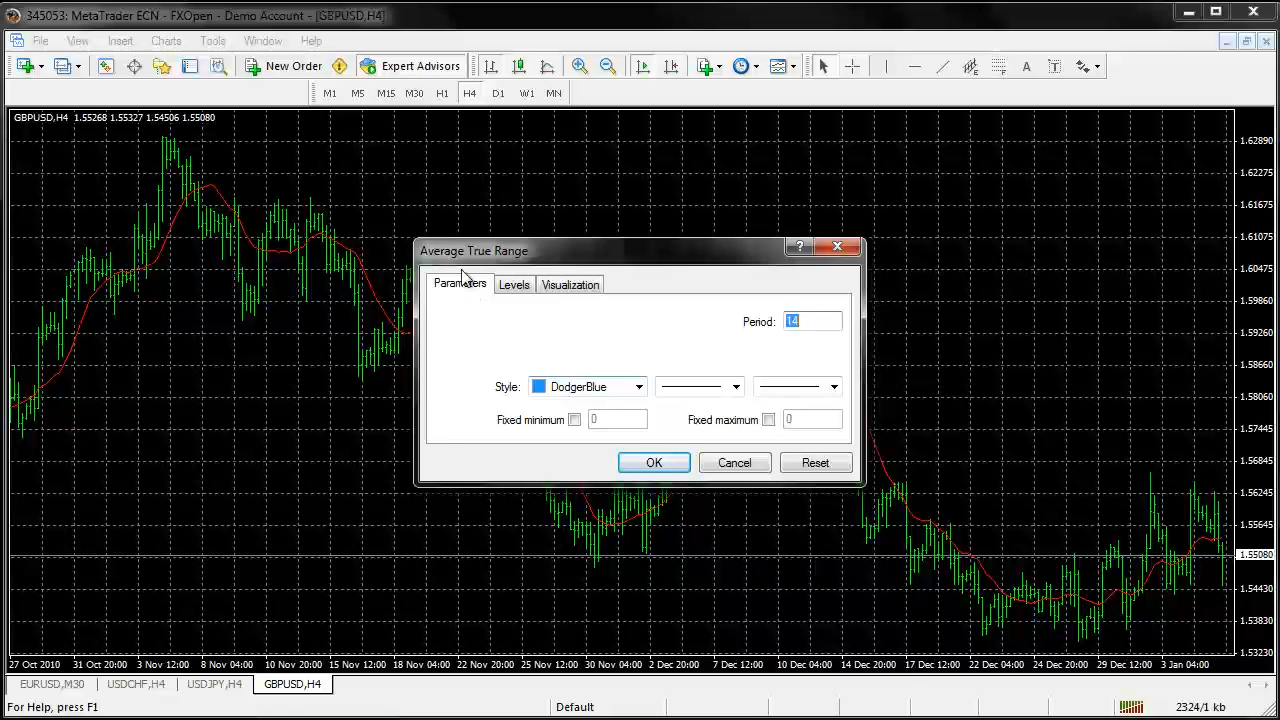 345053: MetaTrader ECN - FXOpen - Demo Account - [GBPUSD,H4]
File View Insert Charts Tools Window Help
New Order Expert Advisors A T
M1 M5 M15 M30 H1 H4 D1 W1 MN
GBPUSD,H4 1.55268 1.55327 1.54506 1.55080
1.62890
1.62275
1.61675
1.61075
1.60475
1.59860
1.59260
1.58660
1.58060
1.57445
1.56845
1.56245
1.55645
1.55080
1.54430
1.53830
1.53230
Average True Range
?
Parameters Levels Visualization
Period: 14
Style: DodgerBlue
Fixed minimum 0 Fixed maximum 0
OK Cancel Reset
27 Oct 2010 31 Oct 20:00 3 Nov 12:00 8 Nov 04:00 10 Nov 20:00 15 Nov 12:00 18 Nov 04:00 22 Nov 20:00 25 Nov 12:00 30 Nov 04:00 2 Dec 20:00 7 Dec 12:00 10 Dec 04:00 14 Dec 20:00 17 Dec 12:00 22 Dec 04:00 24 Dec 20:00 29 Dec 12:00 3 Jan 04:00
EURUSD,M30 USDCHF,H4 USDJPY,H4 GBPUSD,H4
For Help, press F1 Default 2324/1 kb